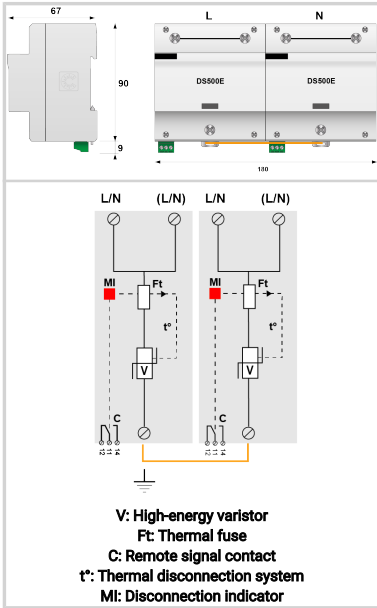 67
L
N
90
DS500E
DS500E
9
180
L/N
(L/N)
L/N
(L/N)
MI
Ft
MI
Ft
t°
t°
V
V
C
C
12
11
14
12
11
14
V: High-energy varistor
Ft: Thermal fuse
C: Remote signal contact
t°: Thermal disconnection system
MI: Disconnection indicator